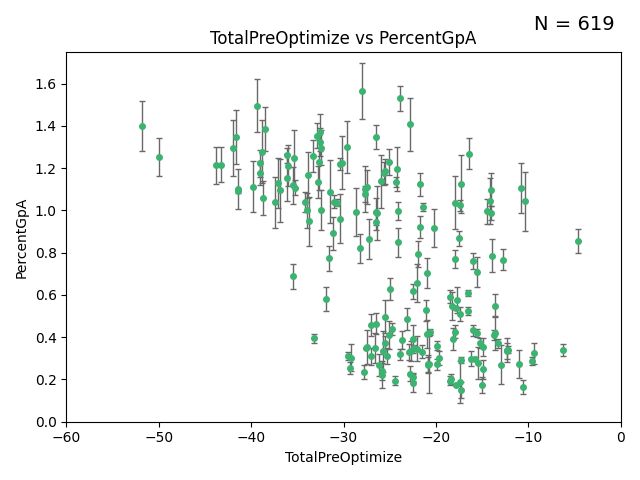 N = 619
TotalPreOptimize vs PercentGpA
PercentGpA
1.6
1.4
1.2
1.0
0.8
0.6
0.4
0.2
0.0
−60 −50 −40 −30 −20 −10 0
TotalPreOptimize